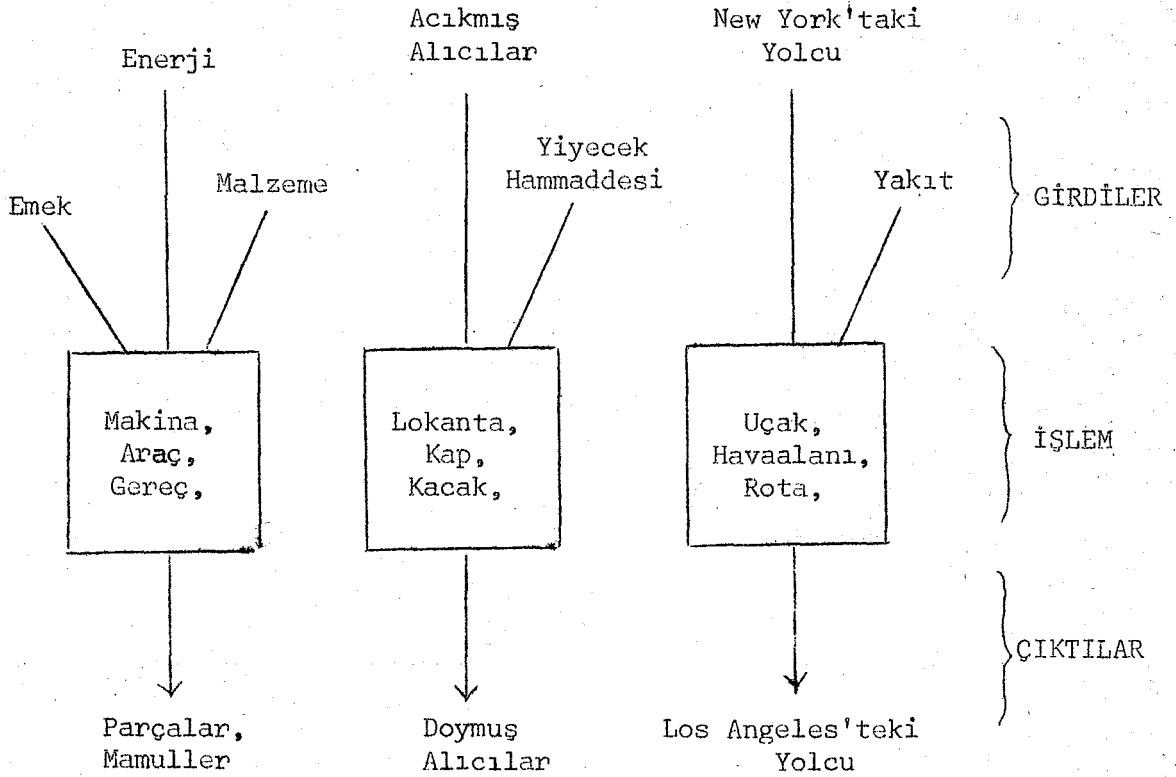 Enerji
Acıkmış
Alıcılar
New York'taki
Yolcu
Emek
Malzeme
Yiyecek
Hammaddesi
Yakıt
GİRDİLER
Makina,
Araç,
Gereç,
Lokanta,
Kap,
Kacak,
Uçak,
Havaalanı,
Rota,
İŞLEM
ÇIKTILAR
Parçalar,
Mamuller
Doymuş
Alıcılar
Los Angeles'teki
Yolcu